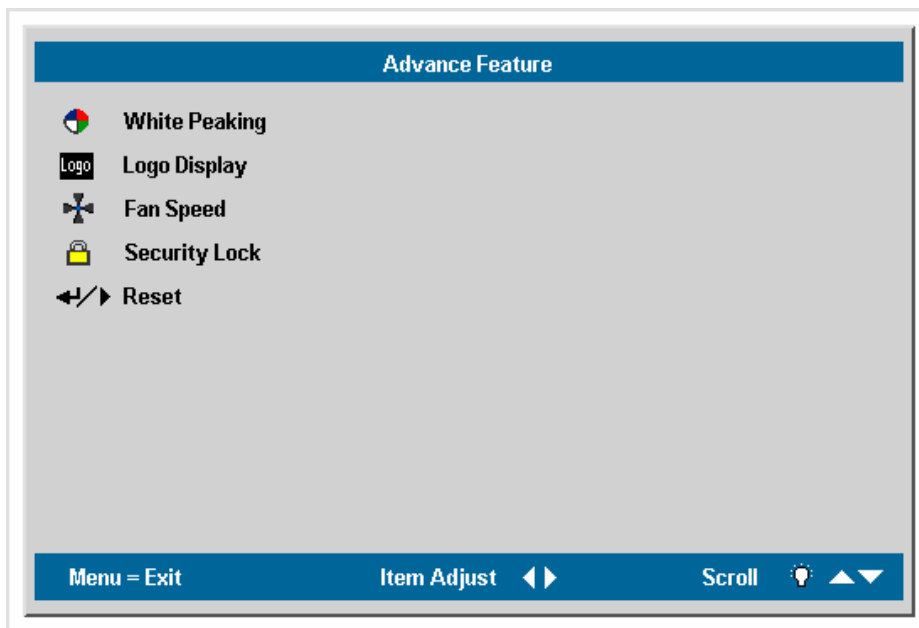 Advance Feature
White Peaking
Logo Logo Display
Fan Speed
Security Lock
Reset
Menu = Exit Item Adjust Scroll